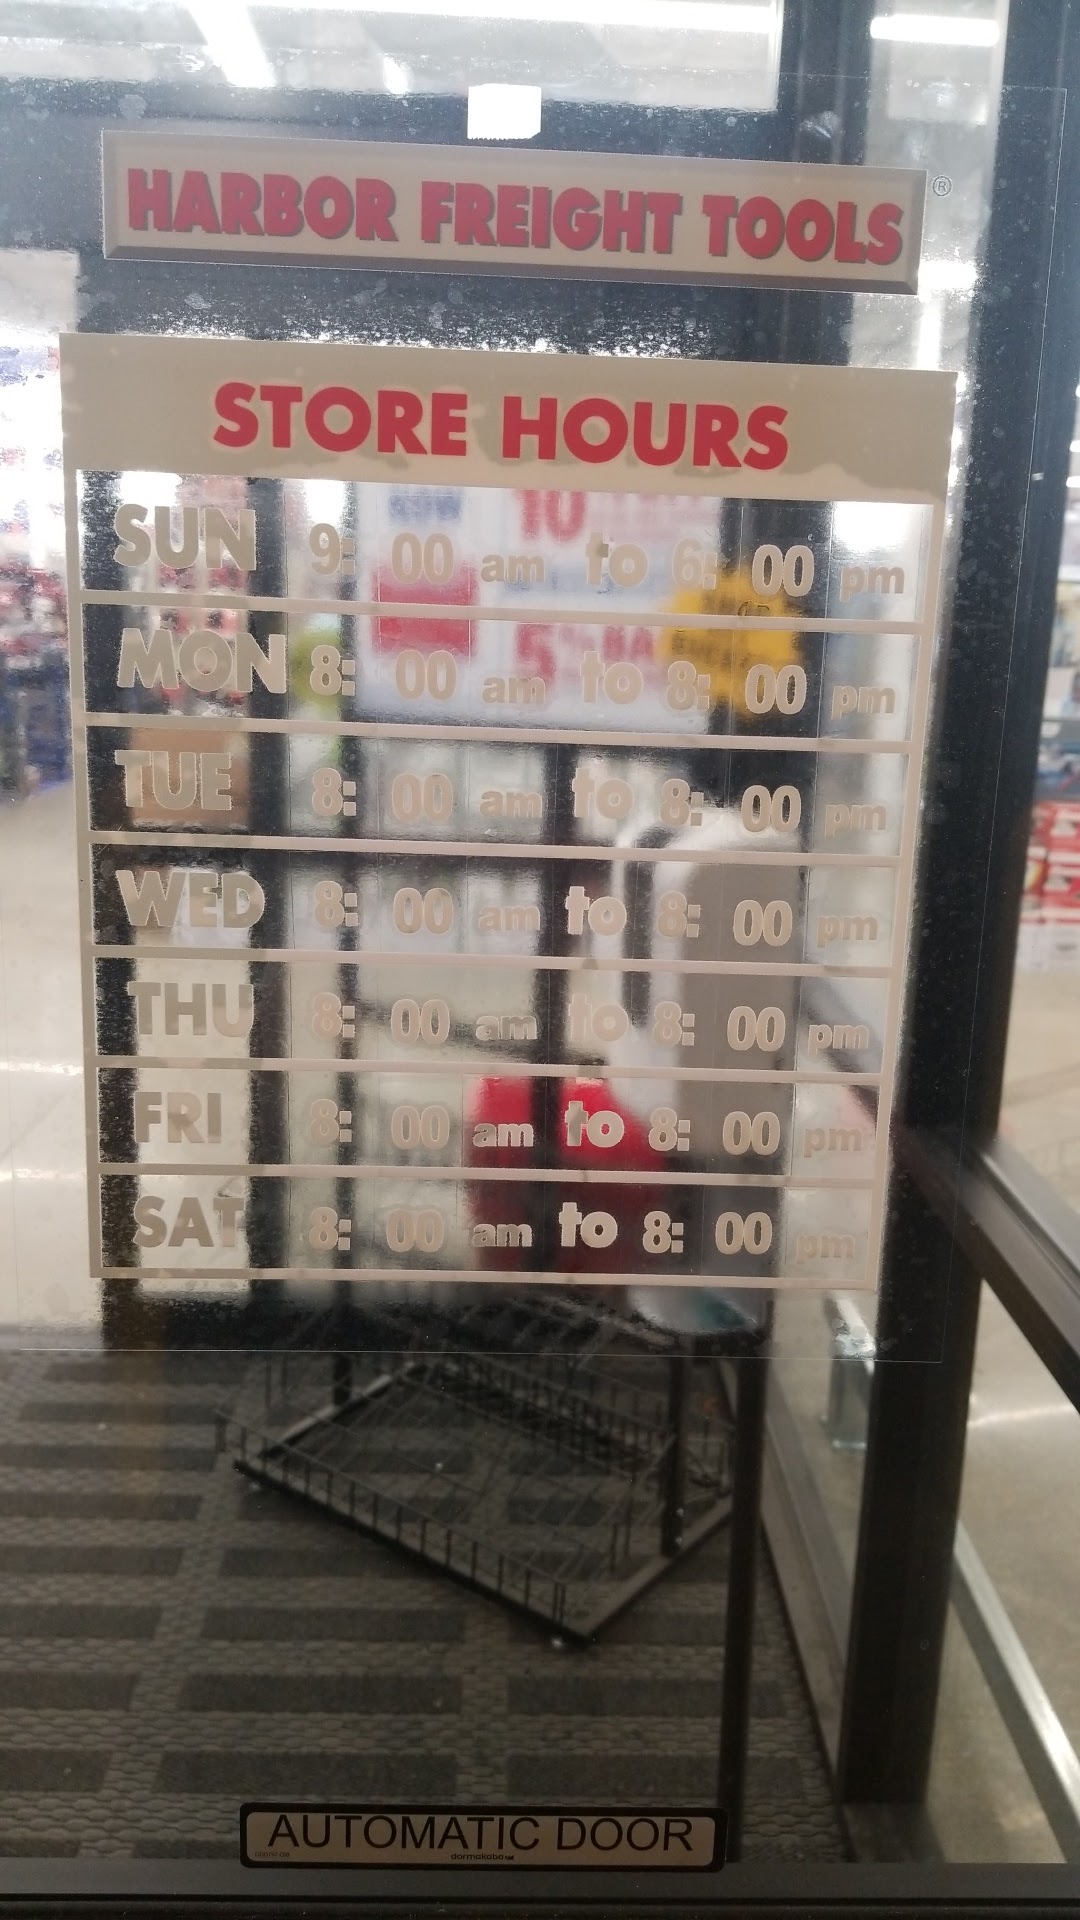 HARBOR FREIGHT TOOLS ®
STORE HOURS
SUN 9:00 am to 6:00 pm
MON 8:00 am to 8:00 pm
TUE 8:00 am to 8:00 pm
WED 8:00 am to 8:00 pm
THU 8:00 am to 8:00 pm
FRI 8:00 am to 8:00 pm
SAT 8:00 am to 8:00 pm
10
AUTOMATIC DOOR
dormakaba